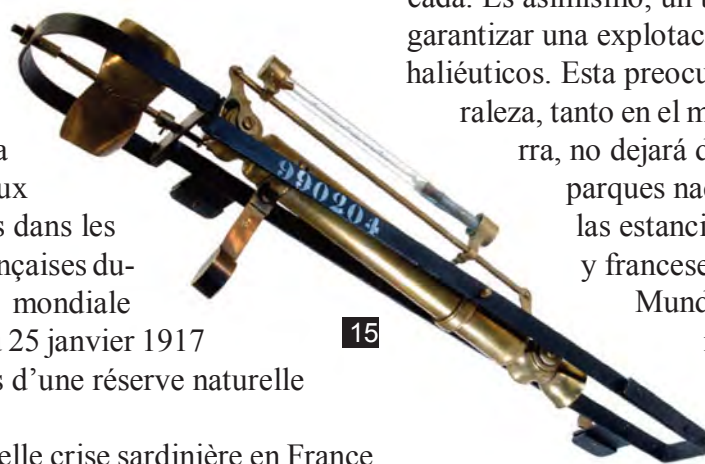 a
ux
s dans les
nçaises du-
mondiale
25 janvier 1917
s d’une réserve naturelle
elle crise sardinière en France
990204
15
cada. Es asimismo, un
garantizar una explotac
haliéuticos. Esta preocu
raleza, tanto en el m
rra, no dejará d
parques nac
las estanci
y francese
Mund